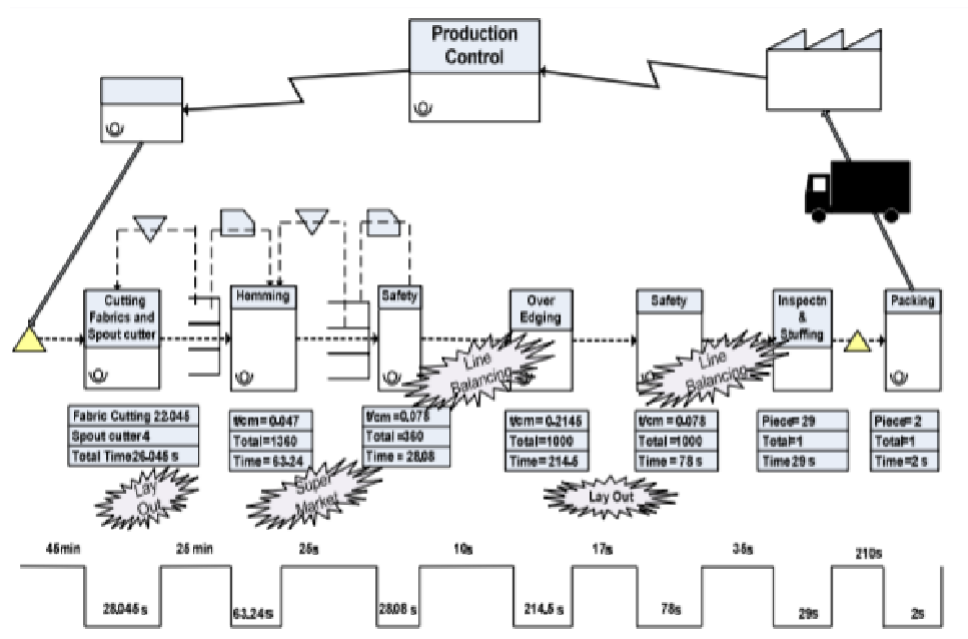 Production
Control
Cutting
Fabrics and
Spout cutter
Hemming
Safety
Over
Edging
Safety
Inspectn
&
Stuffing
Packing
Line
Balancing
Line
Balancing
Fabric Cutting 22.045
Spout cutter 4
Total Time 26.045 s
t/cm = 0.047
Total=1360
Time = 63.24
t/cm =0.078
Total =360
Time = 28.08
t/cm = 0.2145
Total=1000
Time= 214.5
t/cm = 0.078
Total =1000
Time = 78 s
Piece= 29
Total=1
Time 29 s
Piece= 2
Total=1
Time =2 s
Lay
Out
Super
Market
Lay Out
45min
25 min
25s
10s
17s
35s
210s
28.045 s
63.24s
28.08 s
214.5 s
78s
29s
2s